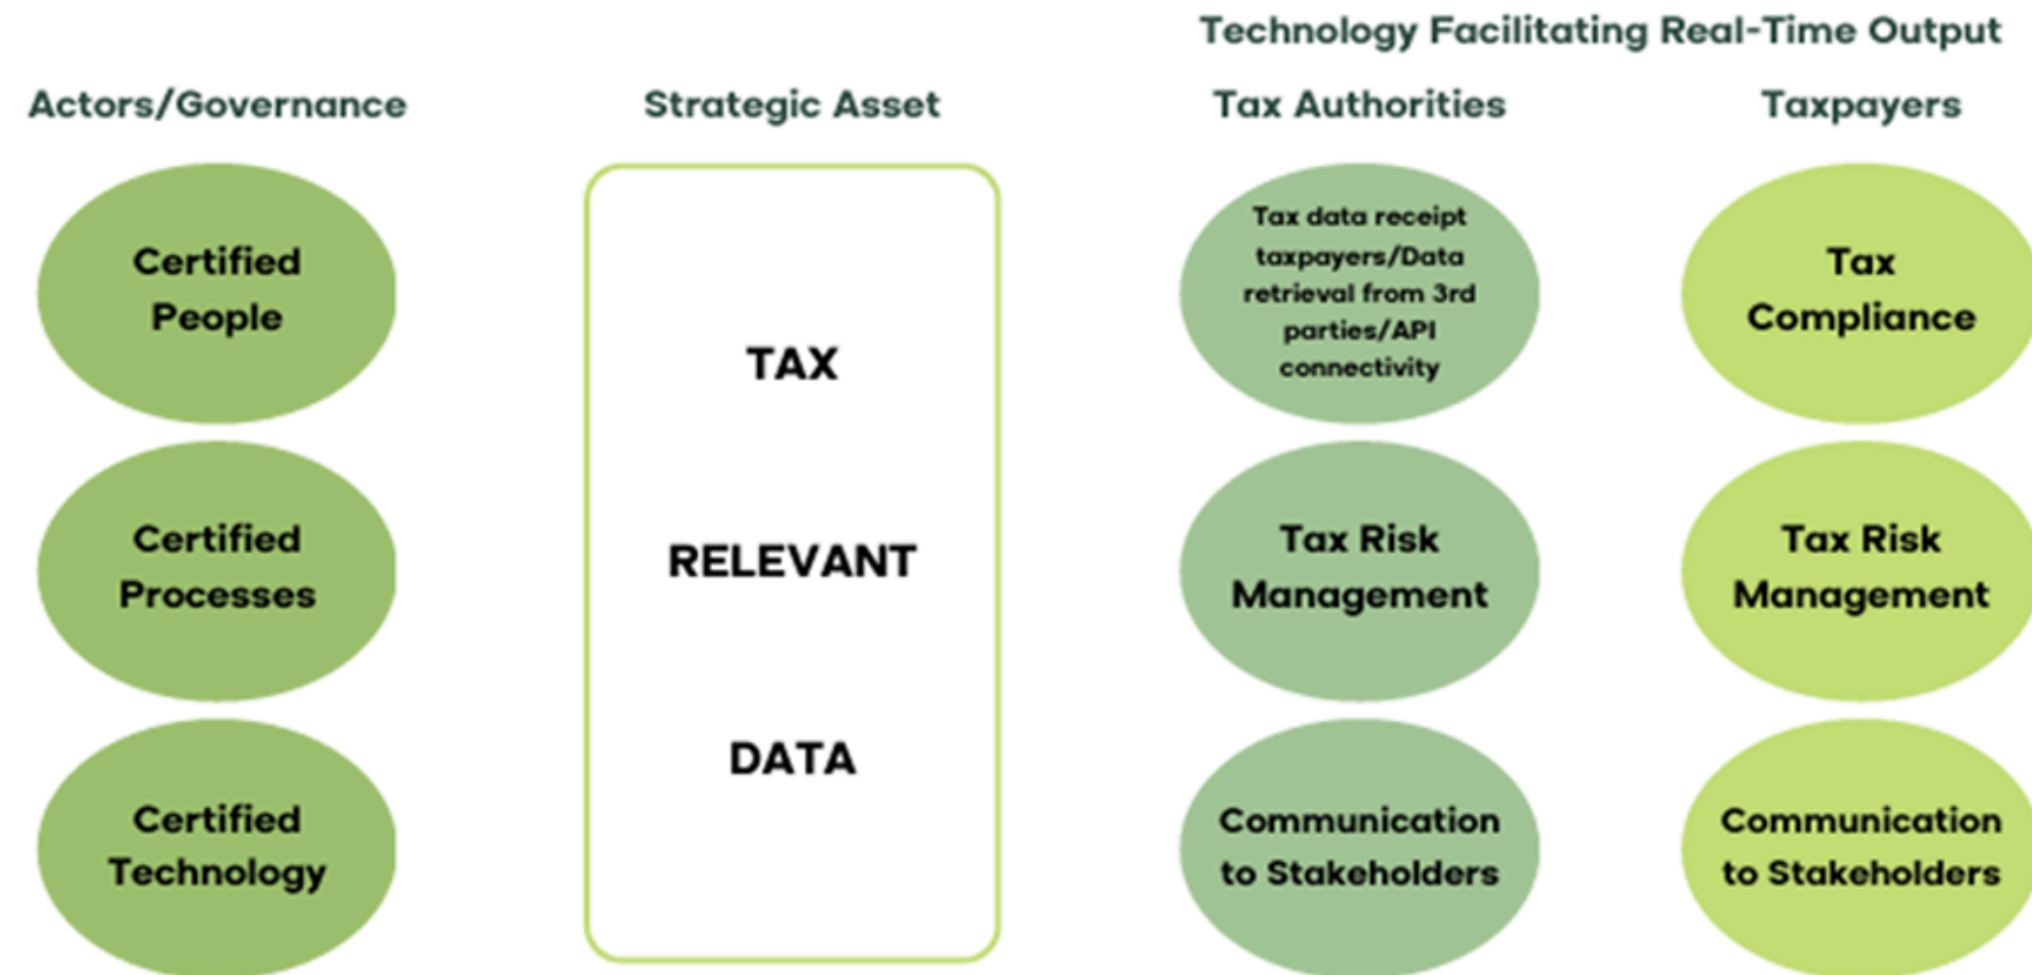 Technology Facilitating Real-Time Output
Actors/Governance
Strategic Asset
Tax Authorities
Taxpayers
Certified
People
Certified
Processes
Certified
Technology
TAX
RELEVANT
DATA
Tax data receipt
taxpayers/Data
retrieval from 3rd
parties/API
connectivity
Tax Risk
Management
Communication
to Stakeholders
Tax
Compliance
Tax Risk
Management
Communication
to Stakeholders